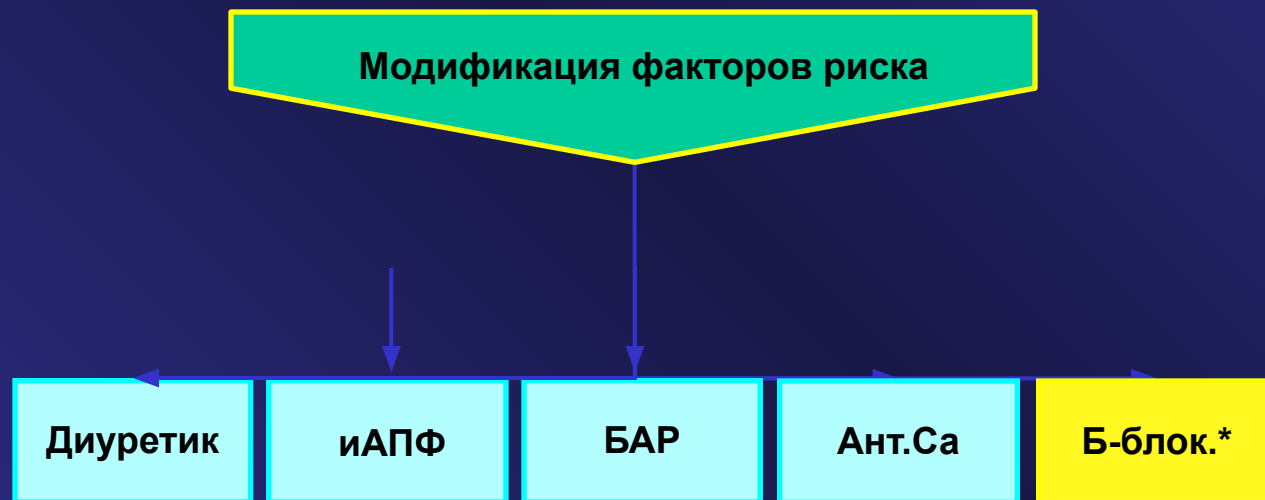 Модификация факторов риска
Диуретик
иАПФ
БАР
Ант.Са
Б-блок.*